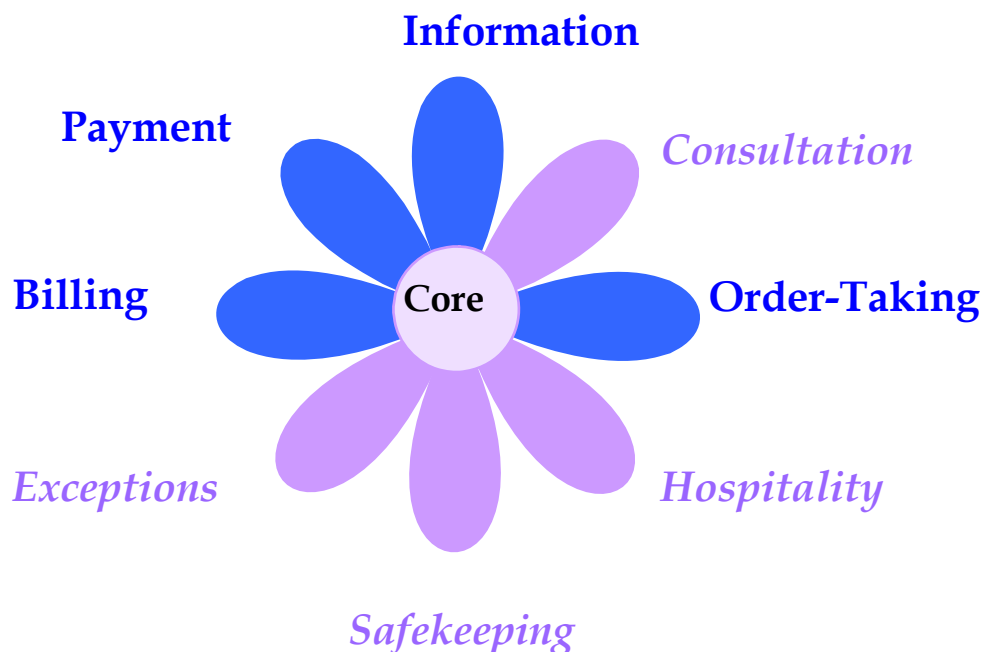 Information
Payment
Consultation
Billing
Core
Order-Taking
Exceptions
Hospitality
Safekeeping